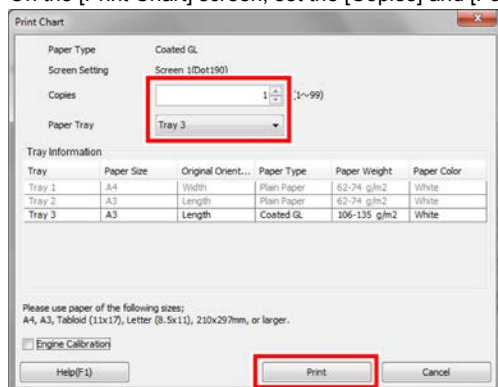 On the [Print Chart] screen, set the [Copies] and
Print Chart
Paper Type Coated GL
Screen Setting Screen 1(Dot190)
Copies 1 (1~99)
Paper Tray Tray 3
Tray Information
Tray Paper Size Original Orient... Paper Type Paper Weight Paper Color
Tray 1 A4 Width Plain Paper 62-74 g/m2 White
Tray 2 A3 Length Plain Paper 62-74 g/m2 White
Tray 3 A3 Length Coated GL 106-135 g/m2 White
Please use paper of the following sizes;
A4, A3, Tabloid (11x17), Letter (8.5x11), 210x297mm, or larger.
Engine Calibration
Help(F1) Print Cancel